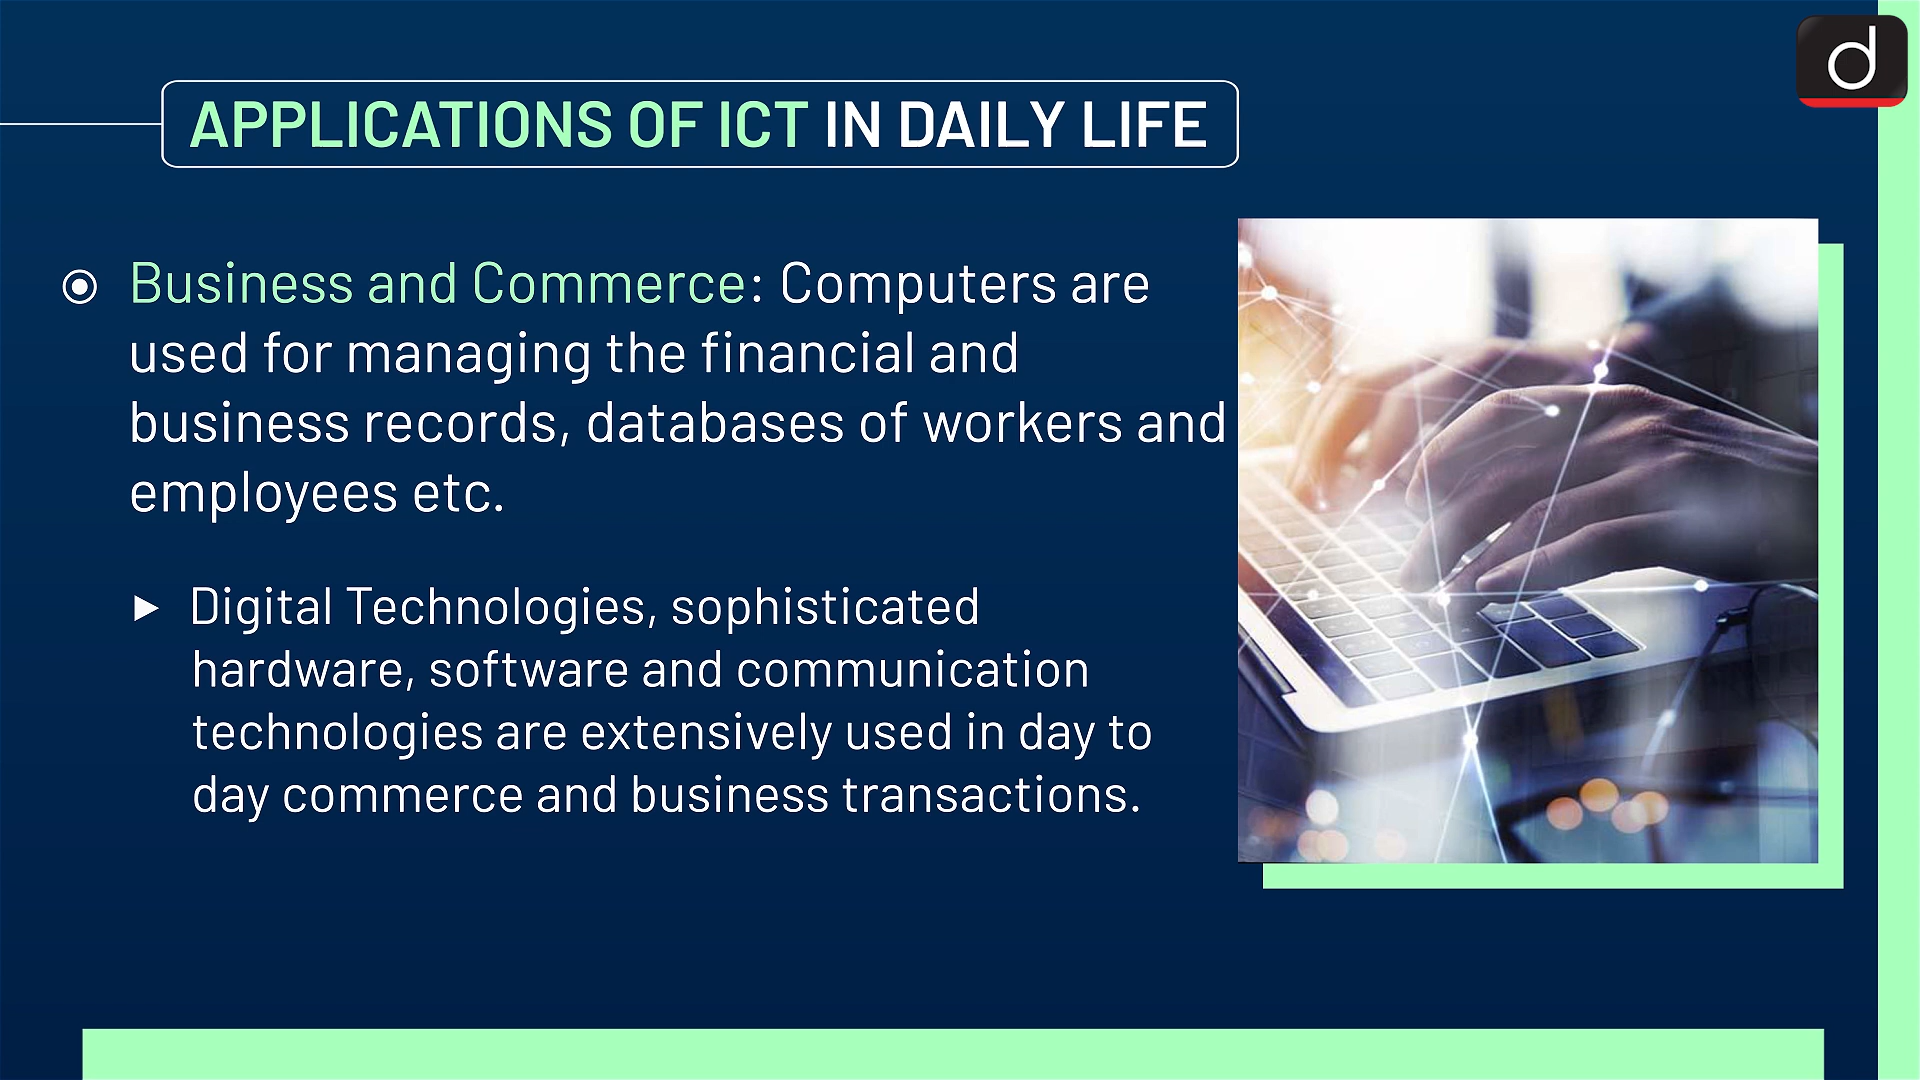 d
APPLICATIONS OF ICT IN DAILY LIFE
Business and Commerce: Computers are
used for managing the financial and
business records, databases of workers and
employees etc.
Digital Technologies, sophisticated
hardware, software and communication
technologies are extensively used in day to
day commerce and business transactions.